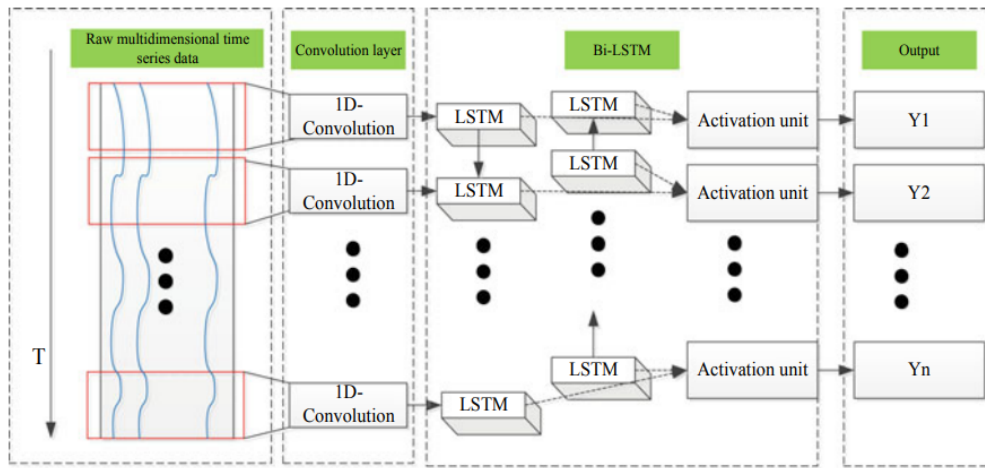 Raw multidimensional time
series data
Convolution layer
Bi-LSTM
Output
1D-
Convolution
LSTM
LSTM
Activation unit
Y1
1D-
Convolution
LSTM
LSTM
Activation unit
Y2
T
1D-
Convolution
LSTM
LSTM
Activation unit
Yn